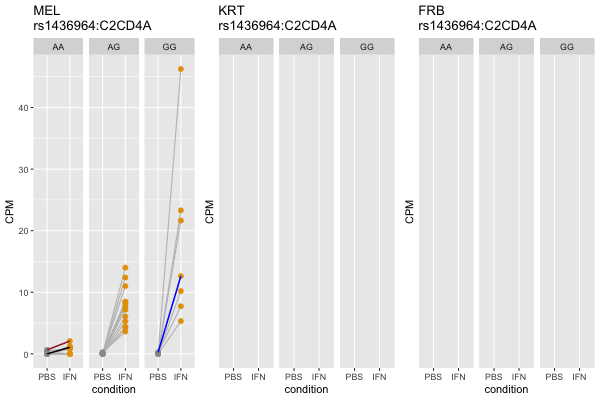 MEL
rs1436964:C2CD4A
AA AG GG
CPM
40
30
20
10
0
PBS IFN PBS IFN PBS IFN
condition
KRT
rs1436964:C2CD4A
AA AG GG
CPM
PBS IFN PBS IFN PBS IFN
condition
FRB
rs1436964:C2CD4A
AA AG GG
CPM
PBS IFN PBS IFN PBS IFN
condition